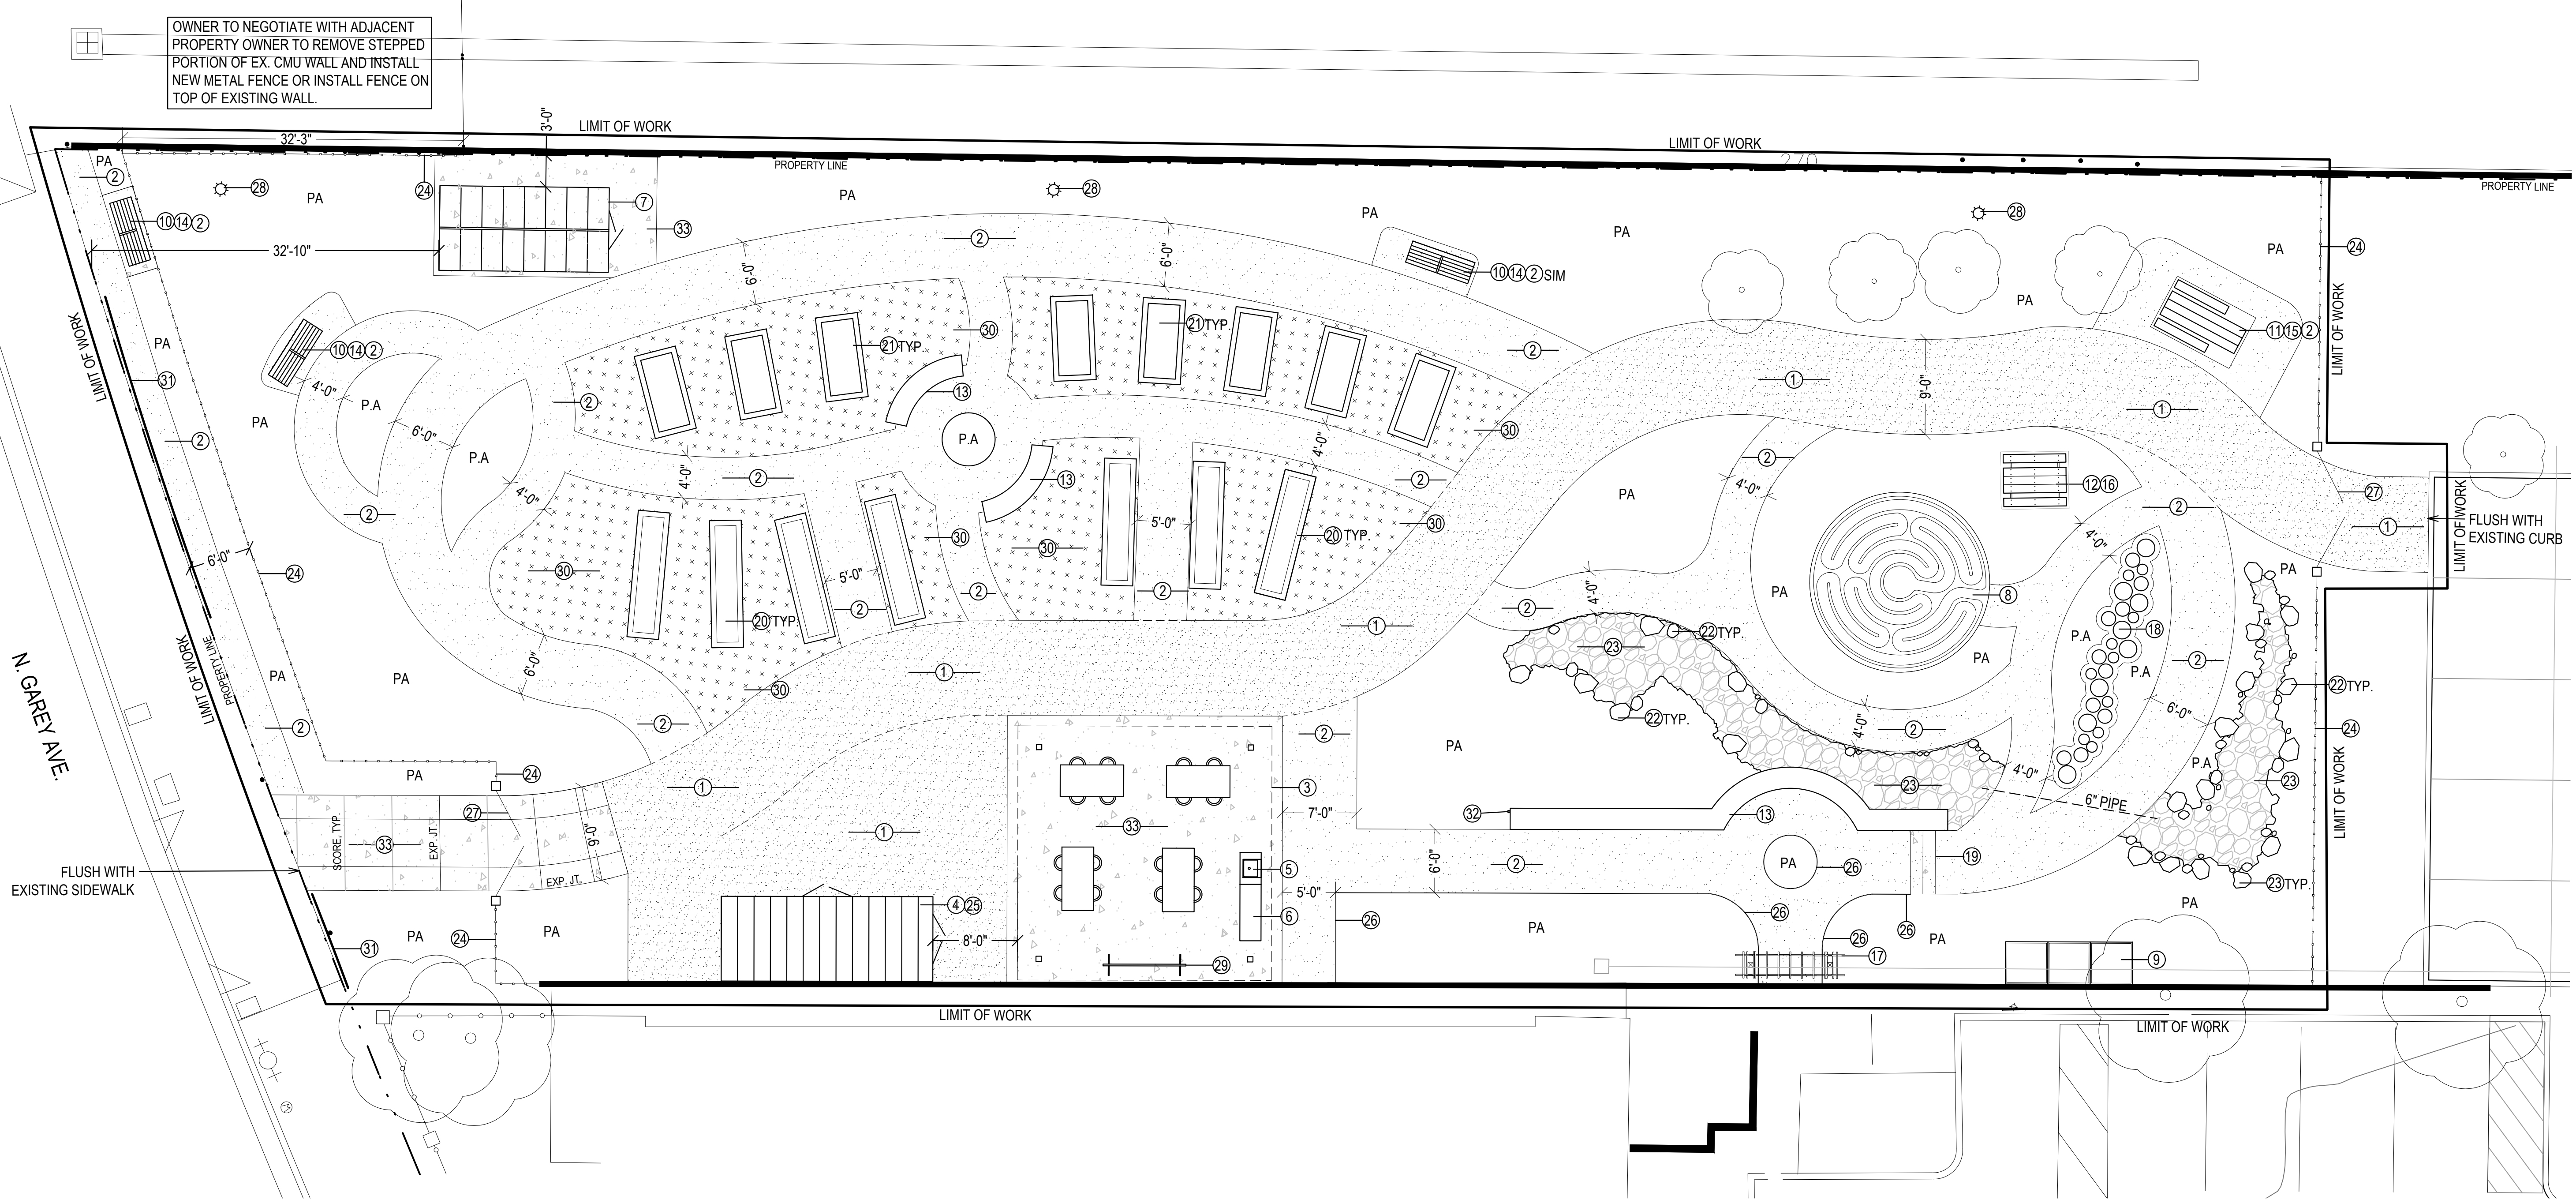 OWNER TO NEGOTIATE WITH ADJACENT
PROPERTY OWNER TO REMOVE STEPPED
PORTION OF EX. CMU WALL AND INSTALL
NEW METAL FENCE OR INSTALL FENCE ON
TOP OF EXISTING WALL.
3'-0"
LIMIT OF WORK
32'-3"
LIMIT OF WORK
270
PROPERTY LINE
PROPERTY LINE
PA
2
28
PA
24
7
PA
28
PA
PA
28
PA
24
10 14 2
33
32'-10"
2
6'-0"
6'-0"
10 14 2 SIM
PA
LIMIT OF WORK
LIMIT OF WORK
PA
10 14 2
21 TYP.
30
21 TYP.
2
11 15 2
31
4'-0"
P.A
2
13
1
9'-0"
1
PA
6'-0"
P.A
P.A
30
4'-0"
2
4'-0"
2
13
2
2
4'-0"
12 16
27
LIMIT OF WORK
PA
4'-0"
2
5'-0"
30
2
1
FLUSH WITH
EXISTING CURB
6'-0"
24
30
30
30
20 TYP.
4'-0"
5'-0"
2
2
2
4'-0"
PA
8
PA
20 TYP.
1
2
22 TYP.
P.A
18
LIMIT OF WORK
PROPERTY LINE
N. GAREY AVE.
PA
PA
6'-0"
1
23
PA
P.A
2
22 TYP.
30
22 TYP.
6'-0"
2
2
2
PA
4'-0"
2
24
PA
24
3
4'-0"
P.A
23
LIMIT OF WORK
1
23
6" PIPE
27
SCORE, TYP.
33
EXP. JT.
9'-0"
1
33
7'-0"
32
13
FLUSH WITH
EXISTING SIDEWALK
EXP. JT.
6'-0"
2
PA
26
19
5
23 TYP.
4 25
5'-0"
6
26
26
26
26
PA
31
PA
24
PA
8'-0"
29
PA
PA
17
9
LIMIT OF WORK
LIMIT OF WORK